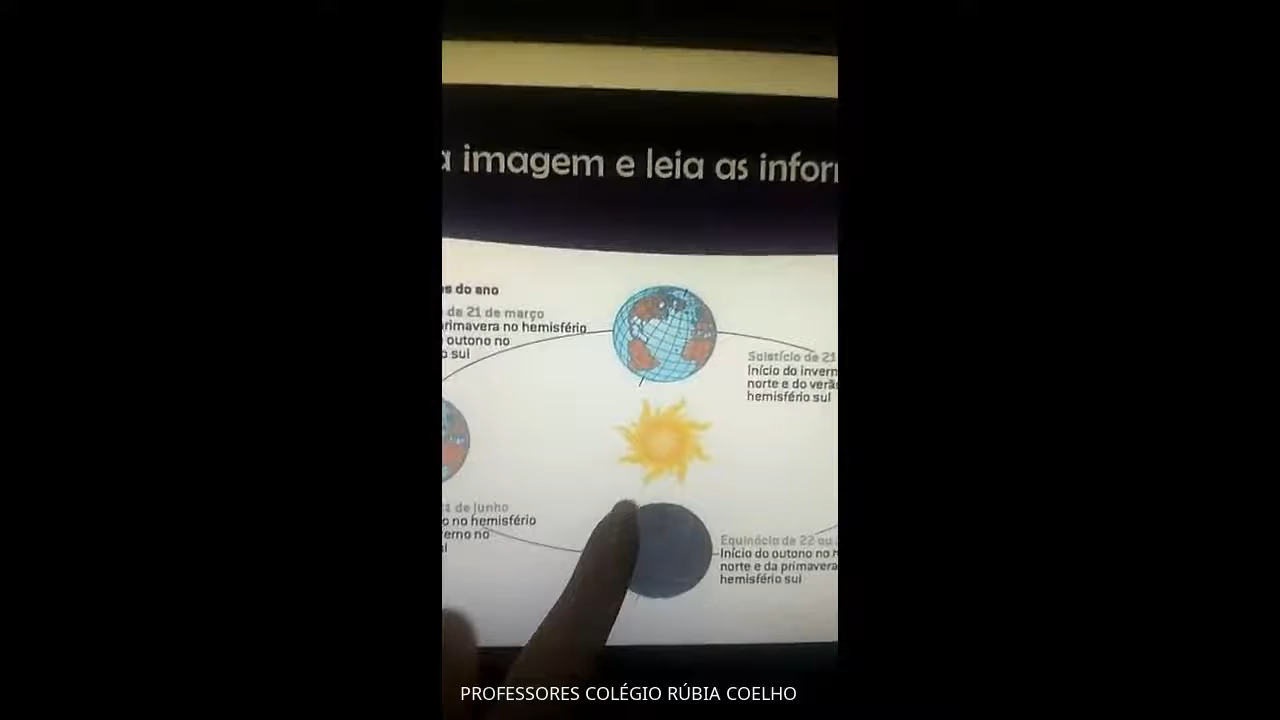 a imagem e leia as infor
s do ano
de 21 de março
rimavera no hemisfério
outono no
sul
Solstício de 21
Início do invern
norte e do verã
hemisfério sul
de junho
o no hemisfério
erno no
Equinócio de 22 ou
Início do outono no h
norte e da primavera
hemisfério sul
PROFESSORES COLÉGIO RÚBIA COELHO